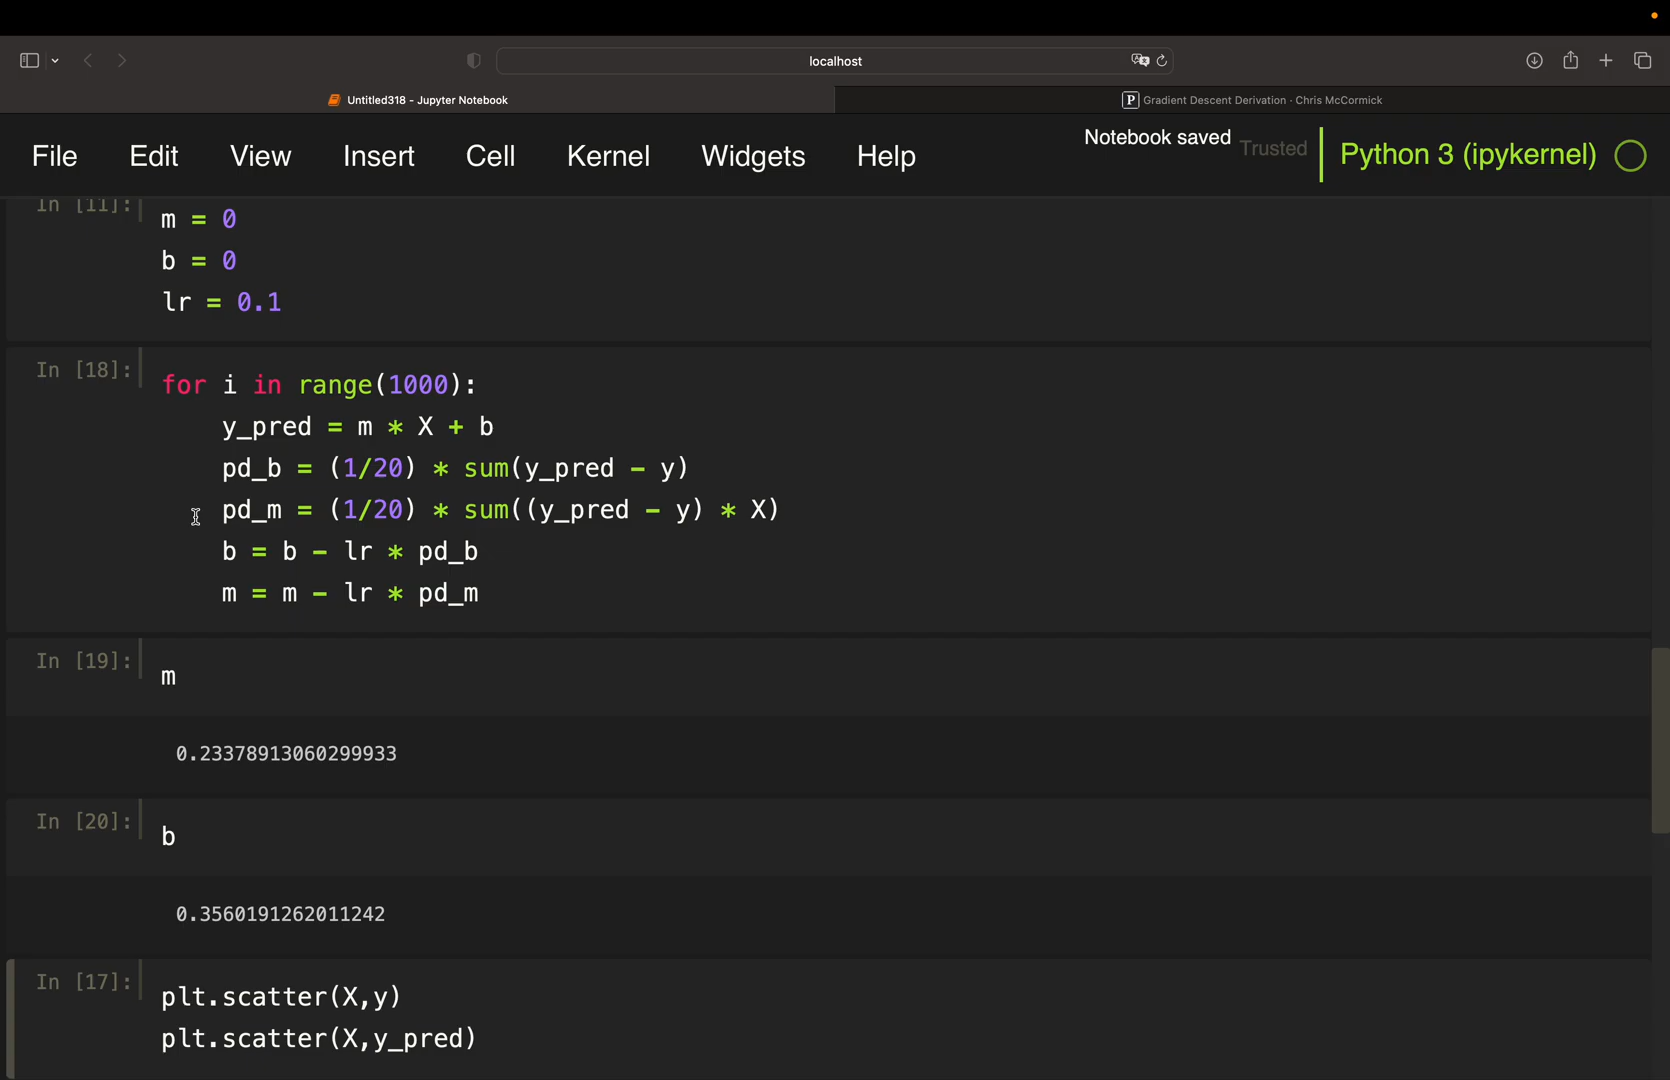 localhost
Untitled318 - Jupyter Notebook
P Gradient Descent Derivation · Chris McCormick
File Edit View Insert Cell Kernel Widgets Help
Notebook saved Trusted Python 3 (ipykernel)
In [11]:
m = 0
b = 0
lr = 0.1
In [18]:
for i in range(1000):
    y_pred = m * X + b
    pd_b = (1/20) * sum(y_pred - y)
    pd_m = (1/20) * sum((y_pred - y) * X)
    b = b - lr * pd_b
    m = m - lr * pd_m
In [19]:
m
0.23378913060299933
In [20]:
b
0.3560191262011242
In [17]:
plt.scatter(X,y)
plt.scatter(X,y_pred)